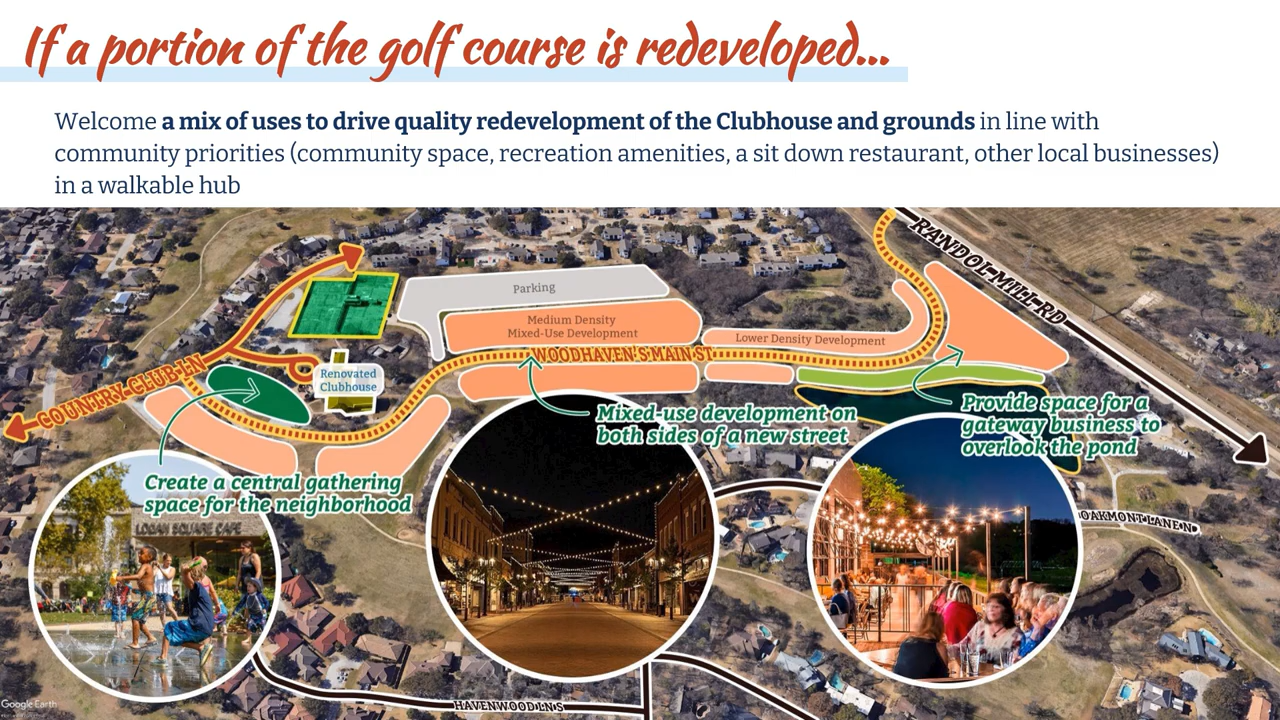 If a portion of the golf course is redeveloped...
Welcome a mix of uses to drive quality redevelopment of the Clubhouse and grounds in line with
community priorities (community space, recreation amenities, a sit down restaurant, other local businesses)
in a walkable hub
RANDOL MILL RD
Parking
Medium Density
Mixed-Use Development
Lower Density Development
WOODHAVEN'S MAIN ST
COUNTRY CLUB LN
Renovated
Clubhouse
Mixed-use development on
both sides of a new street
Provide space for a
gateway business to
overlook the pond
Create a central gathering
space for the neighborhood
LOGAN SQUARE CAFE
OAKMONT LANE N
HAVENWOOD LN S
Google Earth